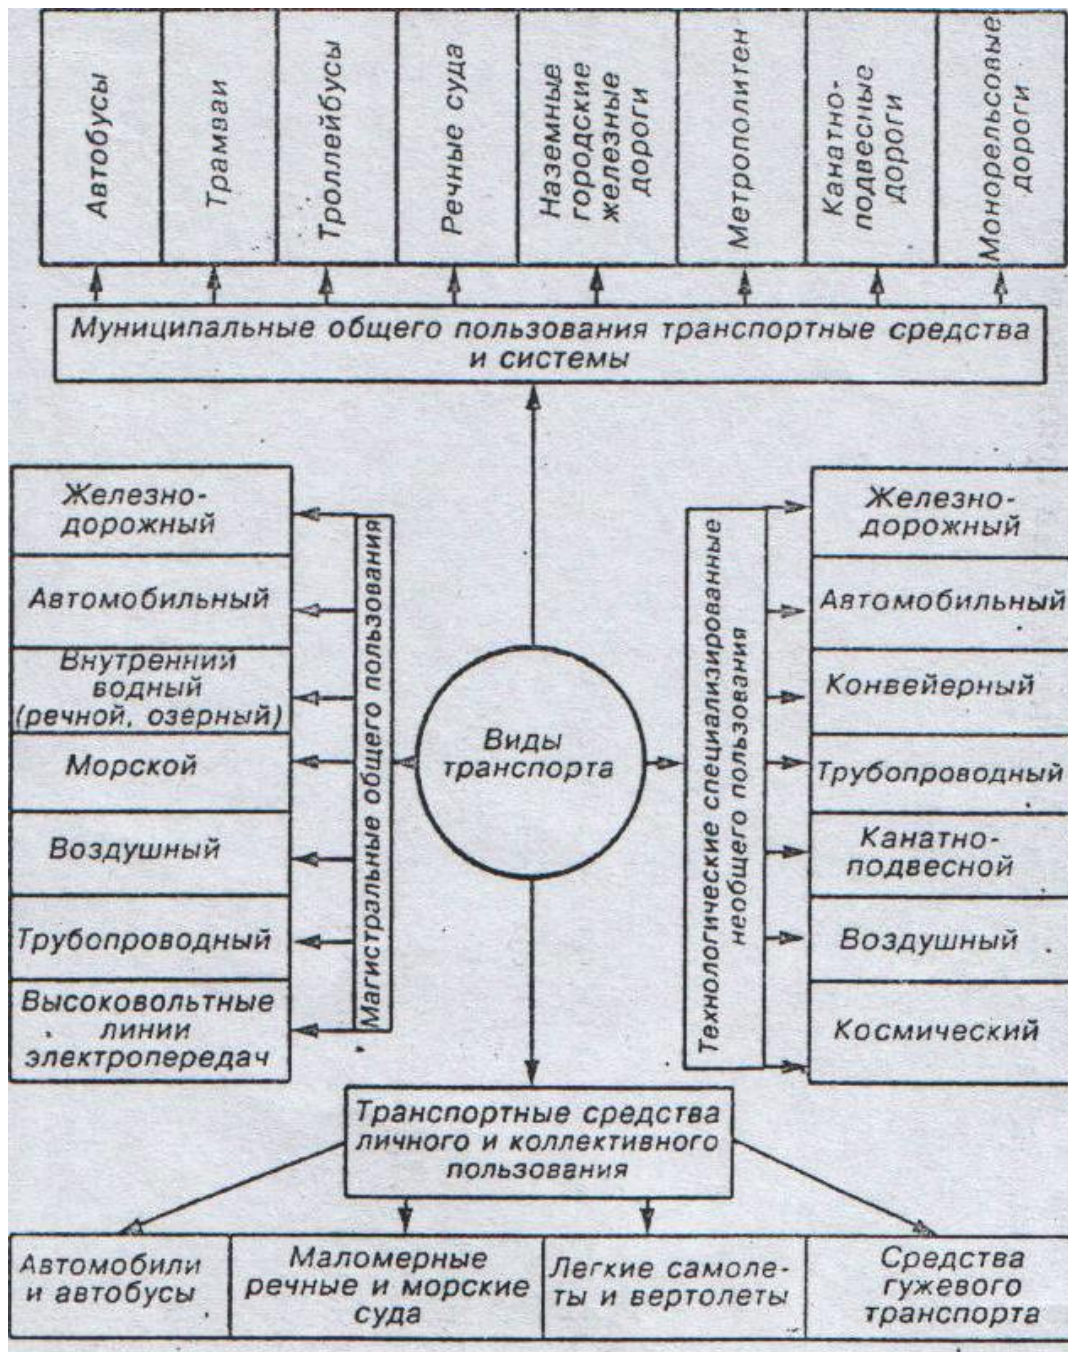 Автобусы
Трамваи
Троллейбусы
Речные суда
Наземные
городские
железные
дороги
Метрополитен
Канатно-
подвесные
дороги
Монорельсовые
дороги
Муниципальные общего пользования транспортные средства
и системы
Железно-
дорожный
Автомобильный
Внутренний
водный
(речной, озерный)
Морской
Воздушный
Трубопроводный
Высоковольтные
линии
электропередач
Магистральные общего пользования
Виды
транспорта
Технологически специализированные
необщего пользования
Железно-
дорожный
Автомобильный
Конвейерный
Трубопроводный
Канатно-
подвесной
Воздушный
Космический
Транспортные средства
личного и коллективного
пользования
Автомобили
и автобусы
Маломерные
речные и морские
суда
Легкие самоле-
ты и вертолеты
Средства
гужевого
транспорта